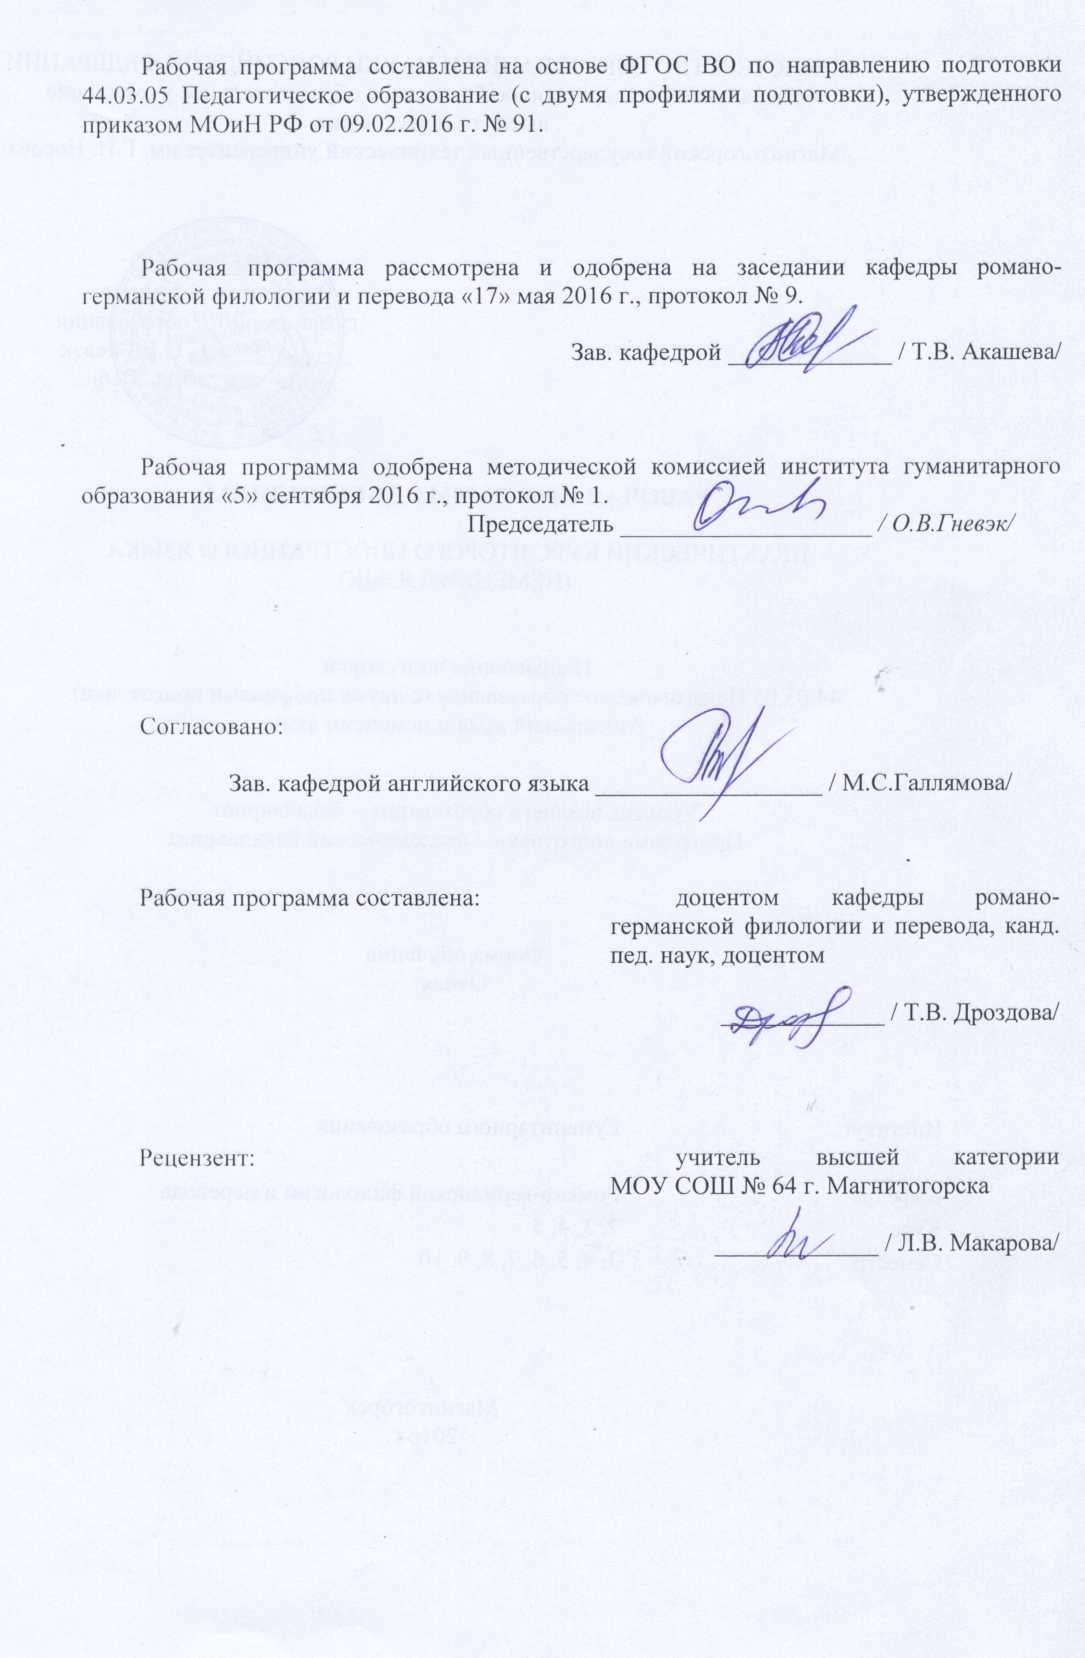 Рабочая программа составлена на основе ФГОС ВО по направлению подготовки
44.03.05 Педагогическое образование (с двумя профилями подготовки), утвержденного
приказом МОиН РФ от 09.02.2016 г. № 91.
Рабочая программа рассмотрена и одобрена на заседании кафедры романо-
германской филологии и перевода «17» мая 2016 г., протокол № 9.
Зав. кафедрой / Т.В. Акашева/
Рабочая программа одобрена методической комиссией института гуманитарного
образования «5» сентября 2016 г., протокол № 1.
Председатель / О.В.Гневэк/
Согласовано:
Зав. кафедрой английского языка / М.С.Галлямова/
Рабочая программа составлена: доцентом кафедры романо-
германской филологии и перевода, канд.
пед. наук, доцентом
/ Т.В. Дроздова/
Рецензент: учитель высшей категории
МОУ СОШ № 64 г. Магнитогорска
/ Л.В. Макарова/